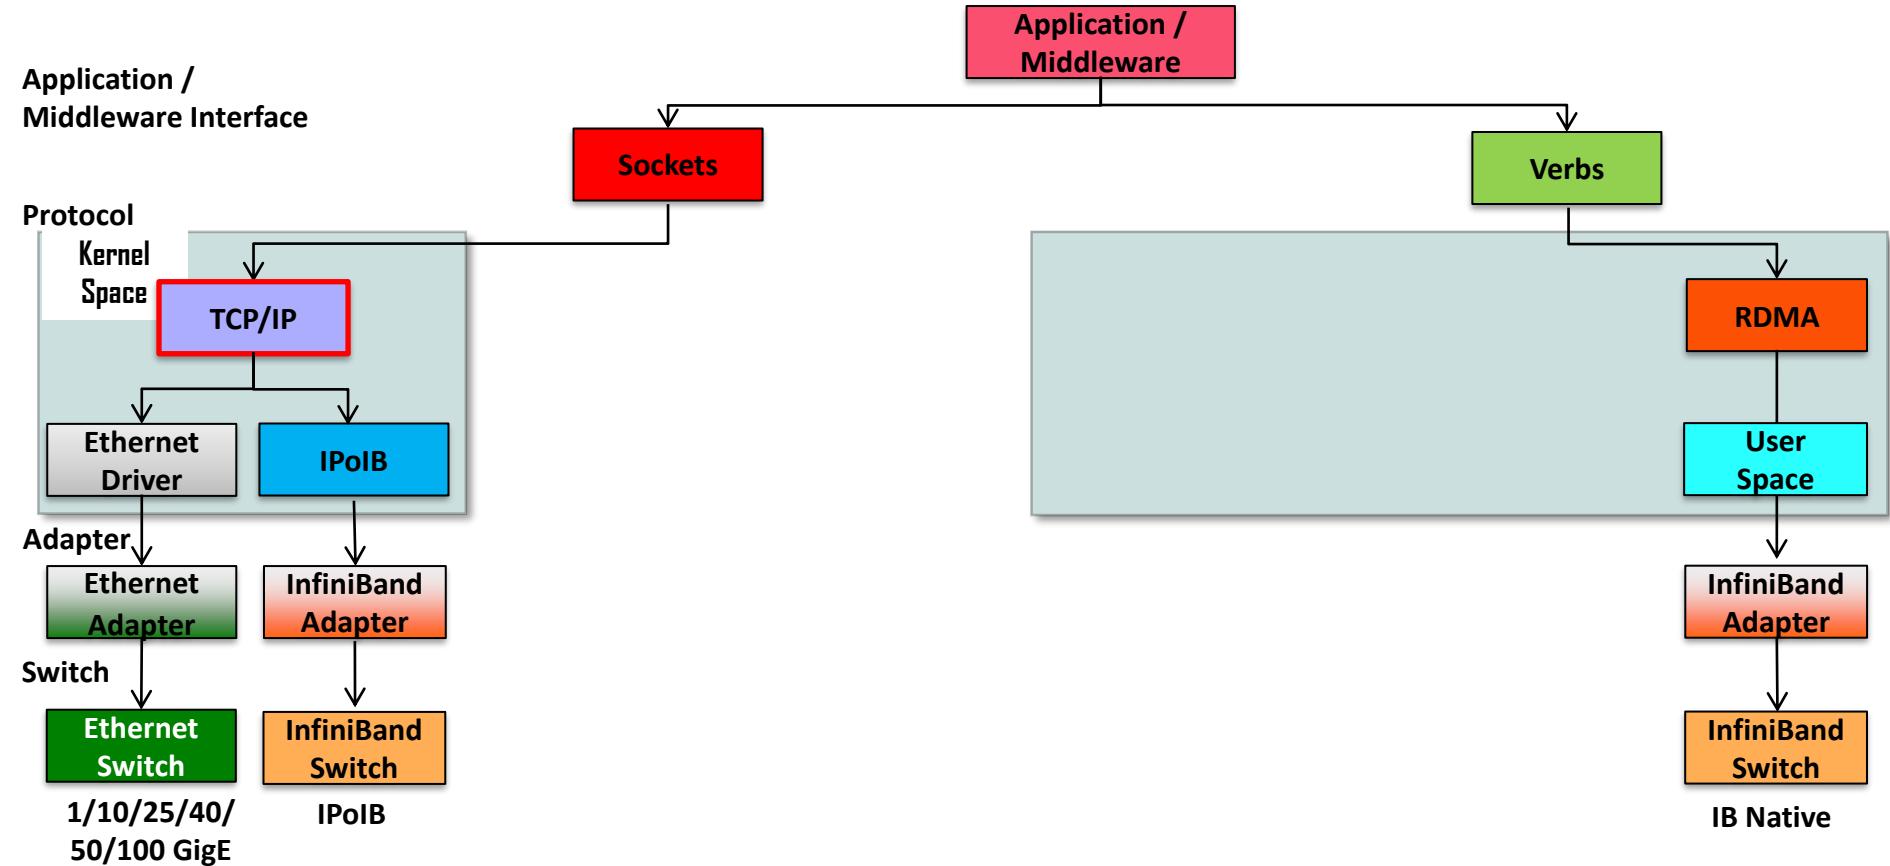 Application /
Middleware
Application /
Middleware Interface
Sockets
Verbs
Protocol
Kernel
Space
TCP/IP
RDMA
Ethernet
Driver
IPoIB
User
Space
Adapter
Ethernet
Adapter
InfiniBand
Adapter
InfiniBand
Adapter
Switch
Ethernet
Switch
InfiniBand
Switch
InfiniBand
Switch
1/10/25/40/
50/100 GigE
IPoIB
IB Native